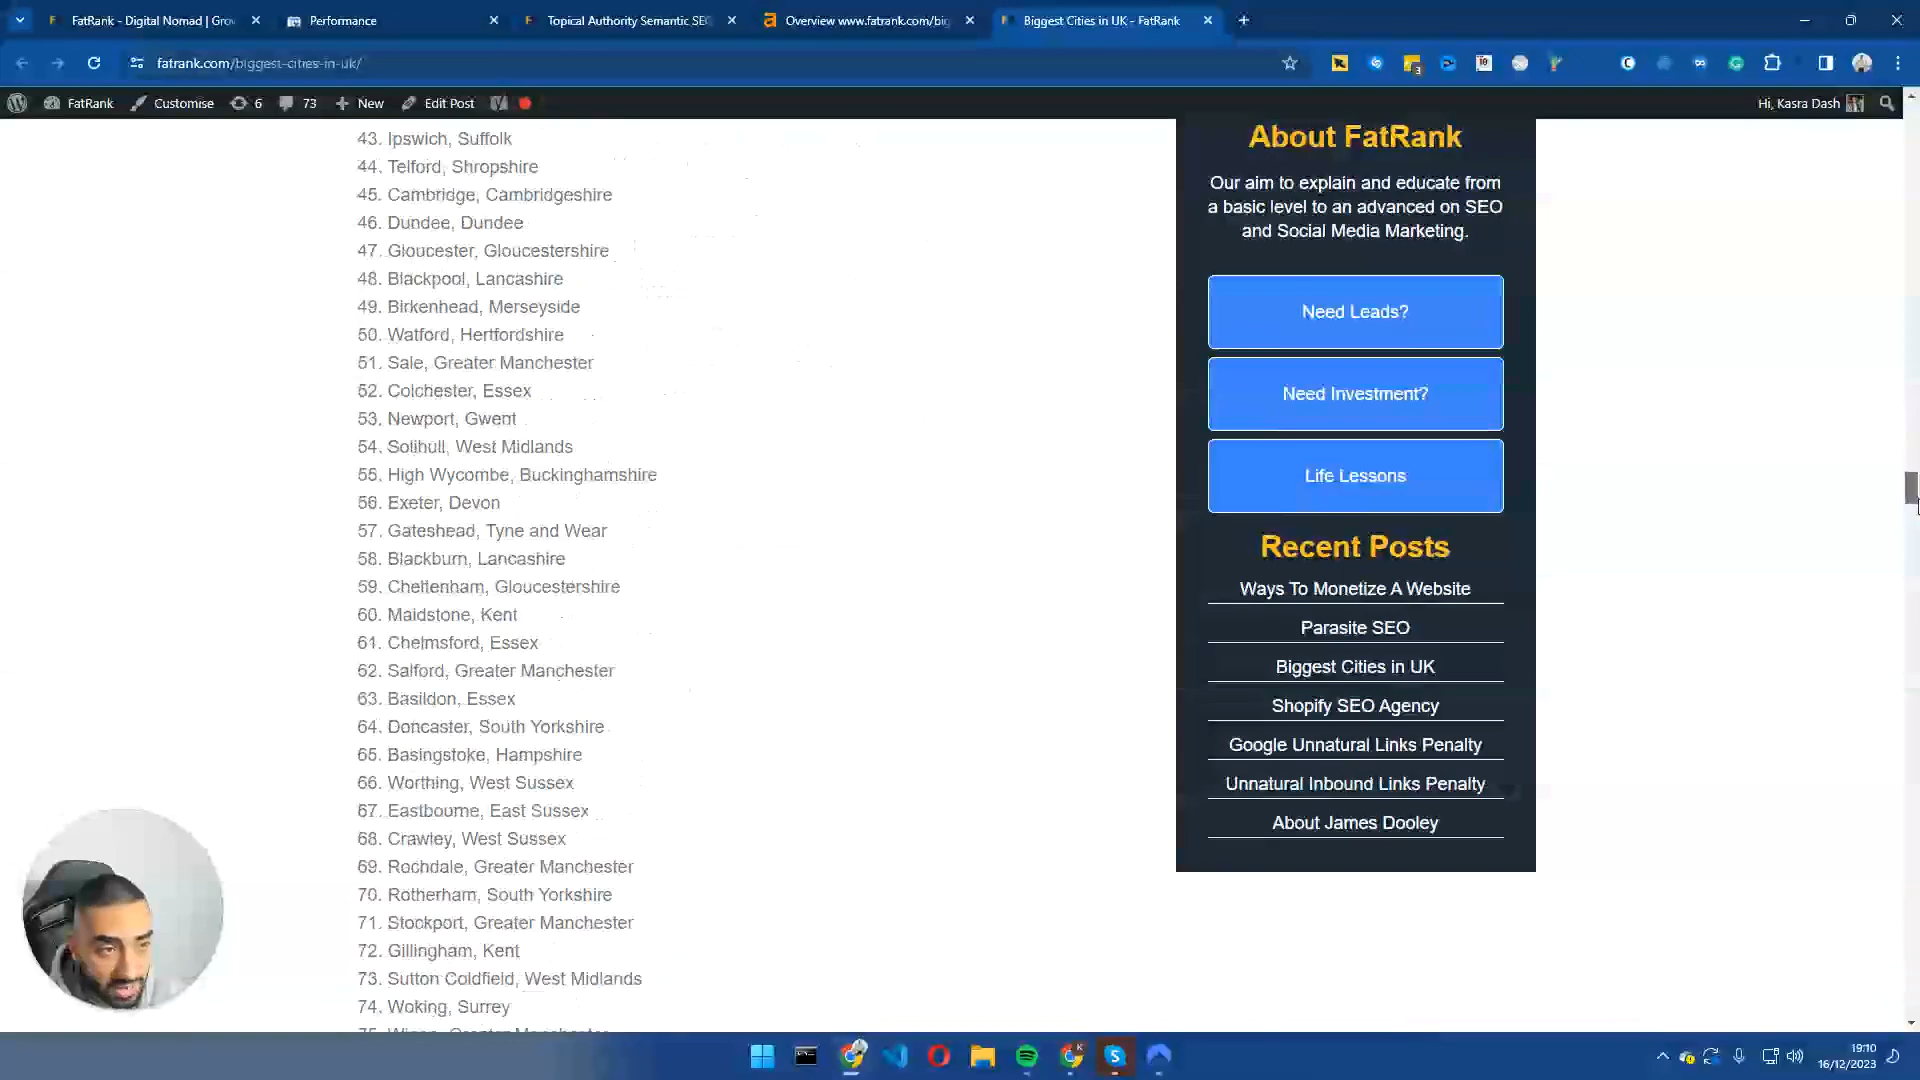 FatRank - Digital Nomad | Grov
Performance
Topical Authority Semantic SEO
Overview www.fatrank.com/big
Biggest Cities in UK - FatRank
fatrank.com/biggest-cities-in-uk/
FatRank
Customise
6
73
New
Edit Post
Hi, Kasra Dash
43. Ipswich, Suffolk
44. Telford, Shropshire
45. Cambridge, Cambridgeshire
46. Dundee, Dundee
47. Gloucester, Gloucestershire
48. Blackpool, Lancashire
49. Birkenhead, Merseyside
50. Watford, Hertfordshire
51. Sale, Greater Manchester
52. Colchester, Essex
53. Newport, Gwent
54. Solihull, West Midlands
55. High Wycombe, Buckinghamshire
56. Exeter, Devon
57. Gateshead, Tyne and Wear
58. Blackburn, Lancashire
59. Cheltenham, Gloucestershire
60. Maidstone, Kent
61. Chelmsford, Essex
62. Salford, Greater Manchester
63. Basildon, Essex
64. Doncaster, South Yorkshire
65. Basingstoke, Hampshire
66. Worthing, West Sussex
67. Eastbourne, East Sussex
68. Crawley, West Sussex
69. Rochdale, Greater Manchester
70. Rotherham, South Yorkshire
71. Stockport, Greater Manchester
72. Gillingham, Kent
73. Sutton Coldfield, West Midlands
74. Woking, Surrey
About FatRank
Our aim to explain and educate from
a basic level to an advanced on SEO
and Social Media Marketing.
Need Leads?
Need Investment?
Life Lessons
Recent Posts
Ways To Monetize A Website
Parasite SEO
Biggest Cities in UK
Shopify SEO Agency
Google Unnatural Links Penalty
Unnatural Inbound Links Penalty
About James Dooley
19:10
16/12/2023